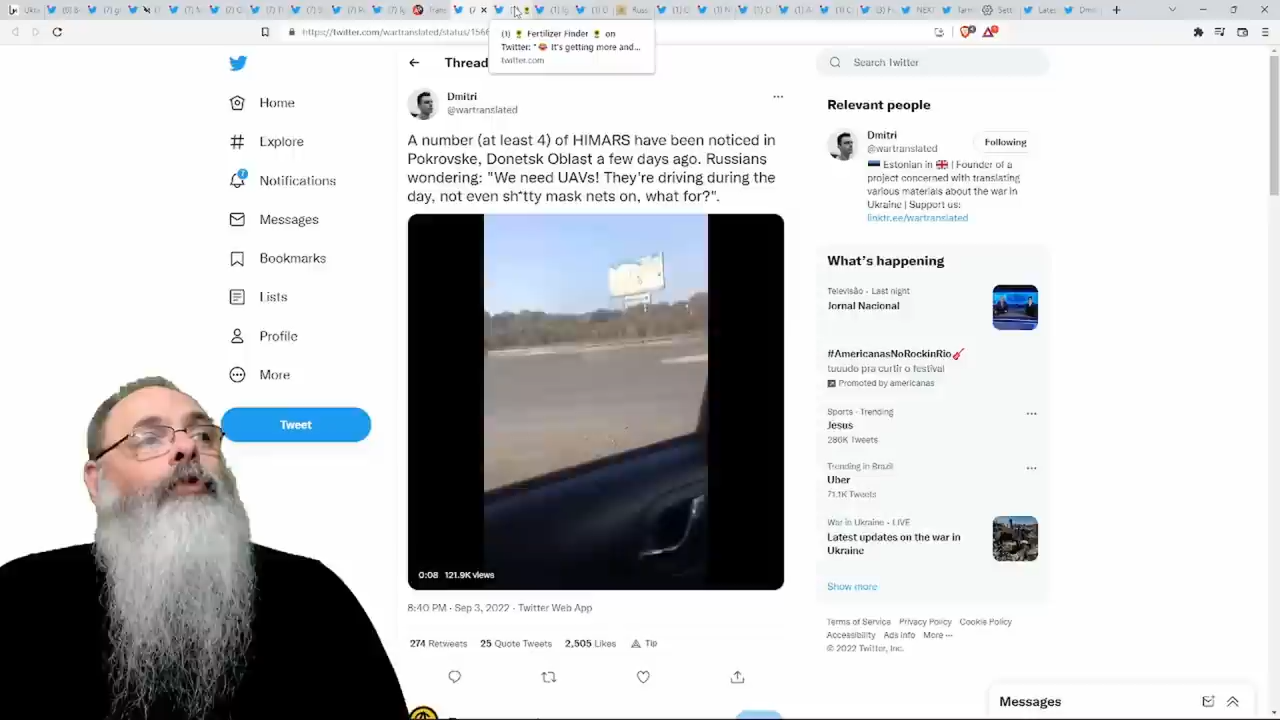 https://twitter.com/wartranslated/status/1566
(1) 🌻 Fertilizer Finder 🌻 on
Twitter: "🥟 It's getting more and...
twitter.com
Search Twitter
Home
Explore
7
Notifications
Messages
Bookmarks
Lists
Profile
More
Tweet
Thread
Dmitri
@wartranslated
A number (at least 4) of HIMARS have been noticed in
Pokrovske, Donetsk Oblast a few days ago. Russians
wondering: "We need UAVs! They're driving during the
day, not even sh*tty mask nets on, what for?".
0:08 121.9K views
8:40 PM · Sep 3, 2022 · Twitter Web App
274 Retweets 25 Quote Tweets 2,505 Likes Tip
Relevant people
Dmitri
@wartranslated
Following
🇪🇪 Estonian in 🇬🇧 | Founder of a
project concerned with translating
various materials about the war in
Ukraine | Support us:
linktr.ee/wartranslated
What's happening
Televisão · Last night
Jornal Nacional
#AmericanasNoRockinRio🎸
tuuudo pra curtir o festival
Promoted by americanas
Sports · Trending
Jesus
286K Tweets
Trending in Brazil
Uber
71.1K Tweets
War in Ukraine · LIVE
Latest updates on the war in
Ukraine
Show more
Terms of Service Privacy Policy Cookie Policy
Accessibility Ads info More ···
© 2022 Twitter, Inc.
Messages